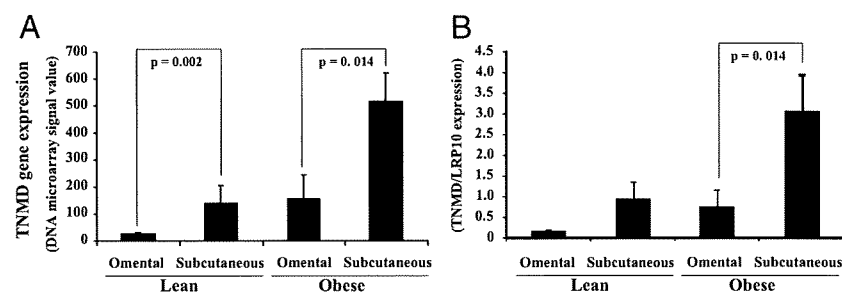 A
TNMD gene expression
(DNA microarray signal value)
700
600
500
400
300
200
100
0
p = 0.002
p = 0. 014
Omental Subcutaneous Omental Subcutaneous
Lean Obese
B
(TNMD/LRP10 expression)
4.5
4.0
3.5
3.0
2.5
2.0
1.5
1.0
0.5
0
p = 0. 014
Omental Subcutaneous Omental Subcutaneous
Lean Obese